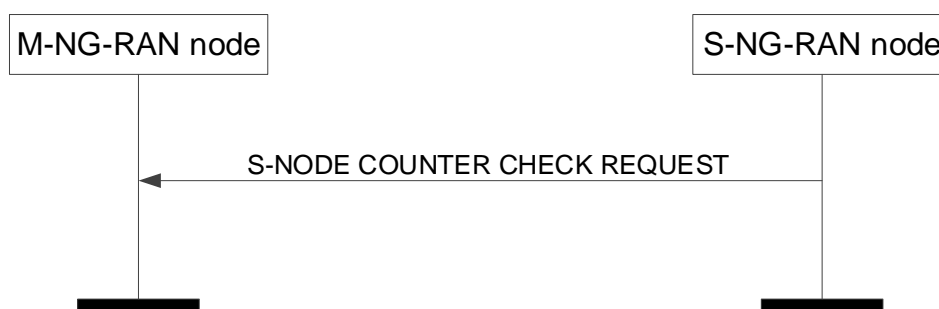 M-NG-RAN node
S-NG-RAN node
S-NODE COUNTER CHECK REQUEST